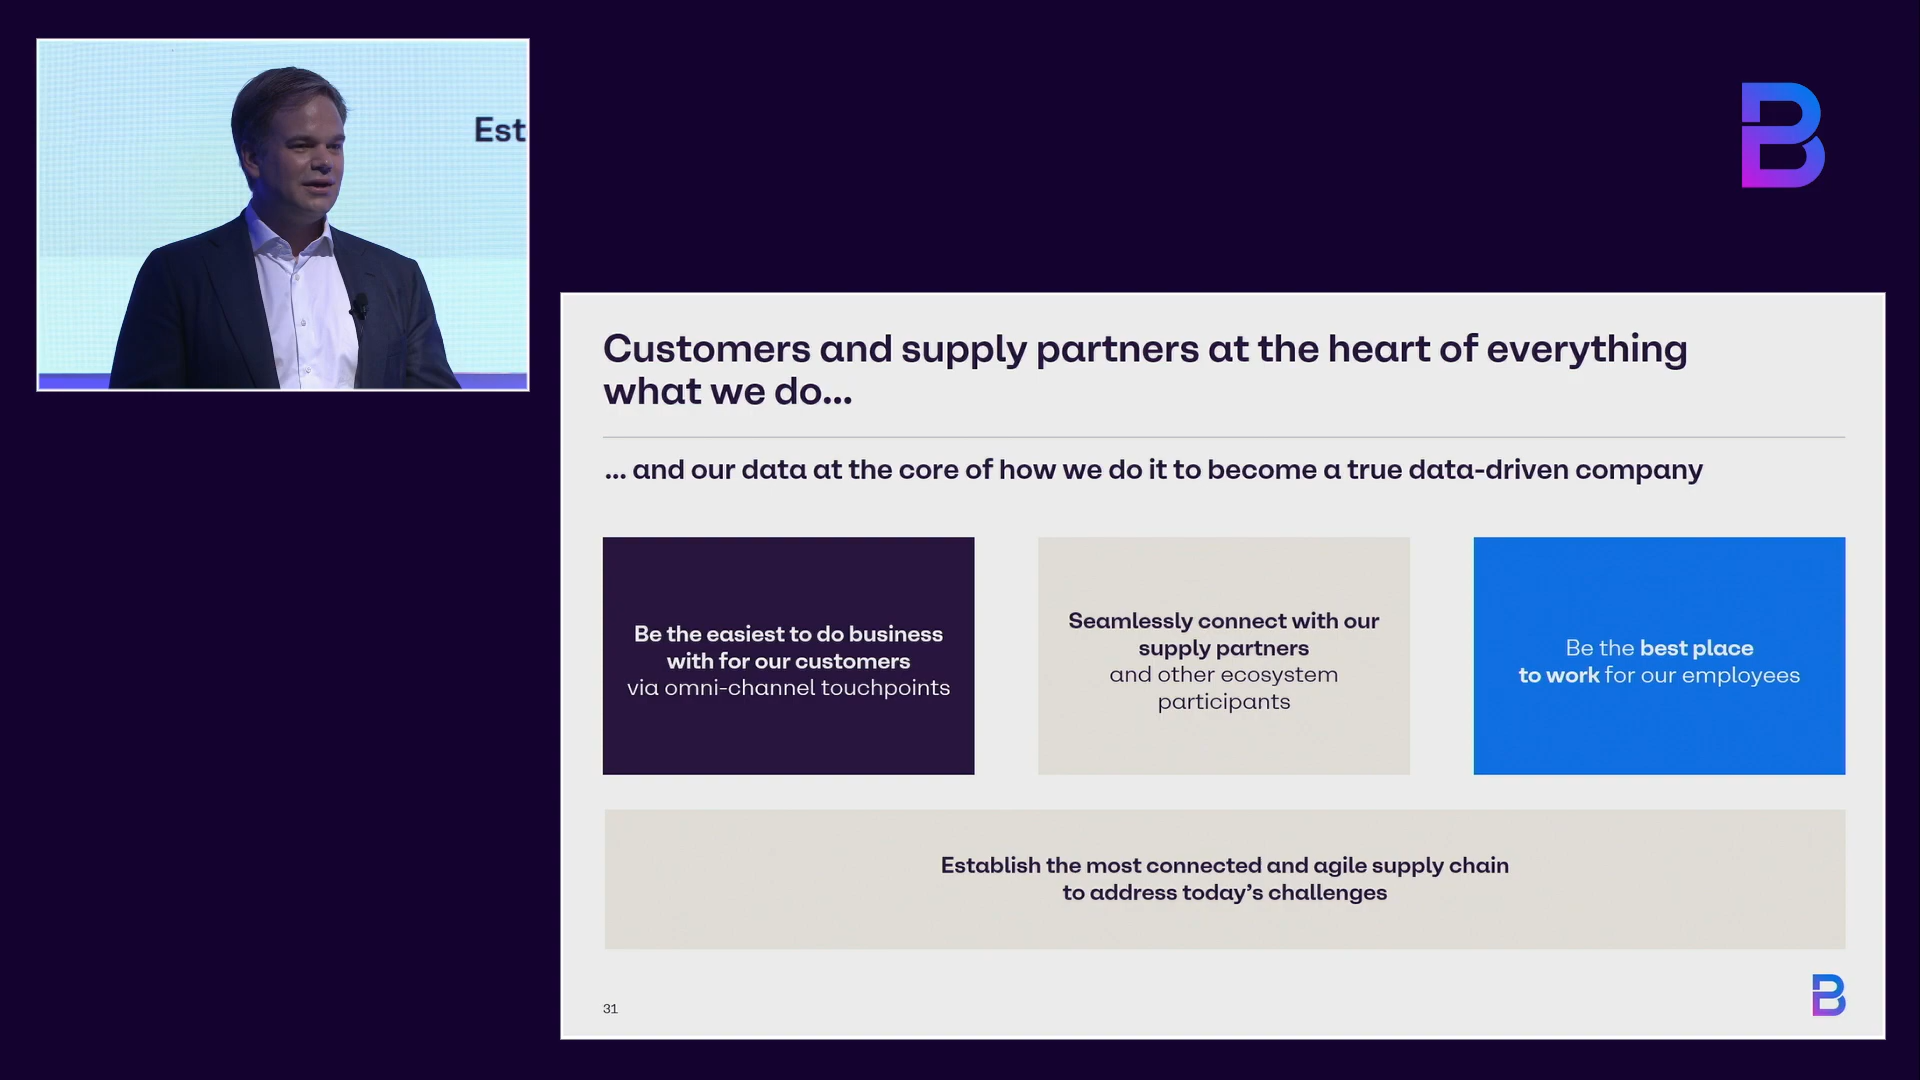 Est
Customers and supply partners at the heart of everything
what we do...
... and our data at the core of how we do it to become a true data-driven company
Be the easiest to do business
with for our customers
via omni-channel touchpoints
Seamlessly connect with our
supply partners
and other ecosystem
participants
Be the best place
to work for our employees
Establish the most connected and agile supply chain
to address today’s challenges
31